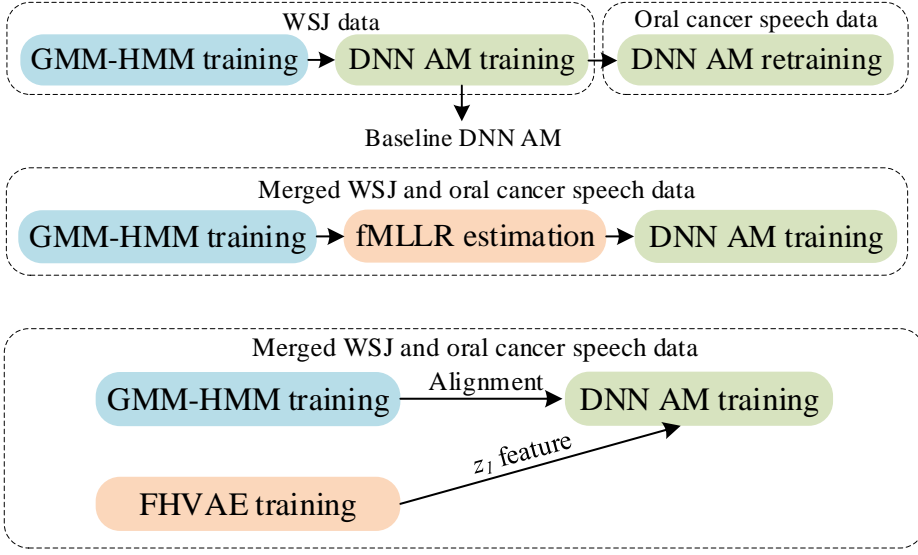 WSJ data
Oral cancer speech data
GMM-HMM training
DNN AM training
DNN AM retraining
Baseline DNN AM
Merged WSJ and oral cancer speech data
GMM-HMM training
fMLLR estimation
DNN AM training
Merged WSJ and oral cancer speech data
GMM-HMM training
Alignment
DNN AM training
z1 feature
FHVAE training